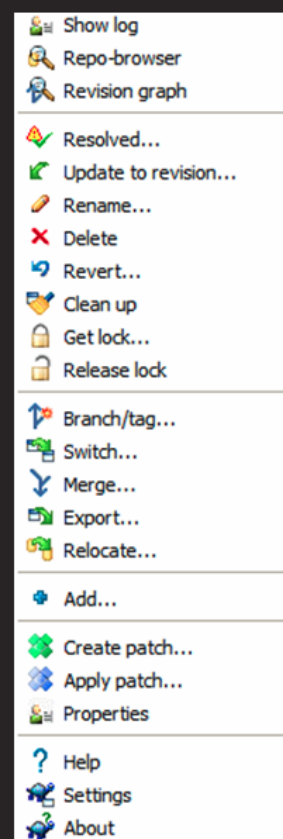 Show log
Repo-browser
Revision graph
Resolved...
Update to revision...
Rename...
Delete
Revert...
Clean up
Get lock...
Release lock
Branch/tag...
Switch...
Merge...
Export...
Relocate...
Add...
Create patch...
Apply patch...
Properties
Help
Settings
About